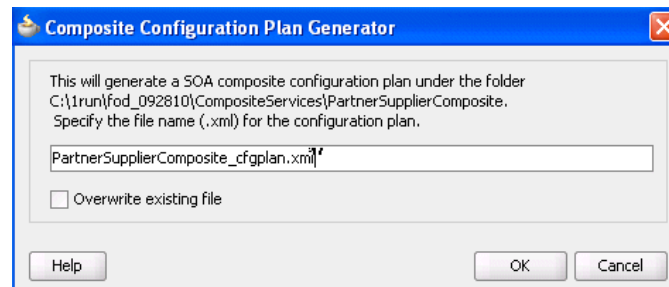 Composite Configuration Plan Generator
This will generate a SOA composite configuration plan under the folder
C:\1run\fod_092810\CompositeServices\PartnerSupplierComposite.
Specify the file name (.xml) for the configuration plan.
PartnerSupplierComposite_cfgplan.xml
Overwrite existing file
Help
OK
Cancel